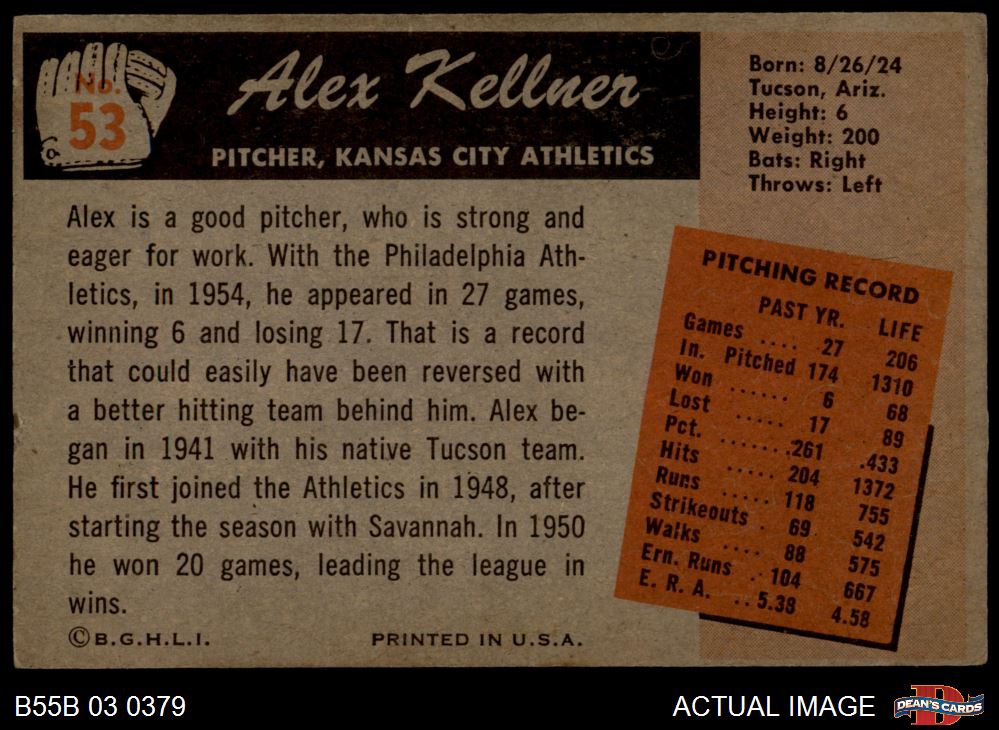 No.
53
Alex Kellner
PITCHER, KANSAS CITY ATHLETICS
Born: 8/26/24
Tucson, Ariz.
Height: 6
Weight: 200
Bats: Right
Throws: Left
Alex is a good pitcher, who is strong and
eager for work. With the Philadelphia Ath-
letics, in 1954, he appeared in 27 games,
winning 6 and losing 17. That is a record
that could easily have been reversed with
a better hitting team behind him. Alex be-
gan in 1941 with his native Tucson team.
He first joined the Athletics in 1948, after
starting the season with Savannah. In 1950
he won 20 games, leading the league in
wins.
©B.G.H.L.I. PRINTED IN U.S.A.
PITCHING RECORD
PAST YR. LIFE
Games .... 27 206
In. Pitched 174 1310
Won ...... 6 68
Lost ..... 17 89
Pct. ......261 .433
Hits ..... 204 1372
Runs ..... 118 755
Strikeouts . 69 542
Walks .... 88 575
Ern. Runs . 104 667
E. R. A. .. 5.38 4.58
B55B 03 0379
ACTUAL IMAGE
DEAN'S CARDS